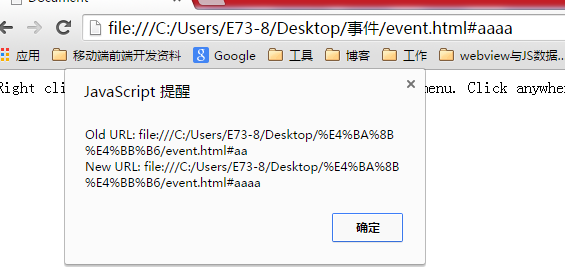 Document
file:///C:/Users/E73-8/Desktop/事件/event.html#aaaa
应用 移动端前端开发资料 Google 工具 博客 工作 webview与JS数据..
JavaScript 提醒
Right cli
enu. Click anywhe
Old URL: file:///C:/Users/E73-8/Desktop/%E4%BA%8B
%E4%BB%B6/event.html#aa
New URL: file:///C:/Users/E73-8/Desktop/%E4%BA%8B
%E4%BB%B6/event.html#aaaa
确定